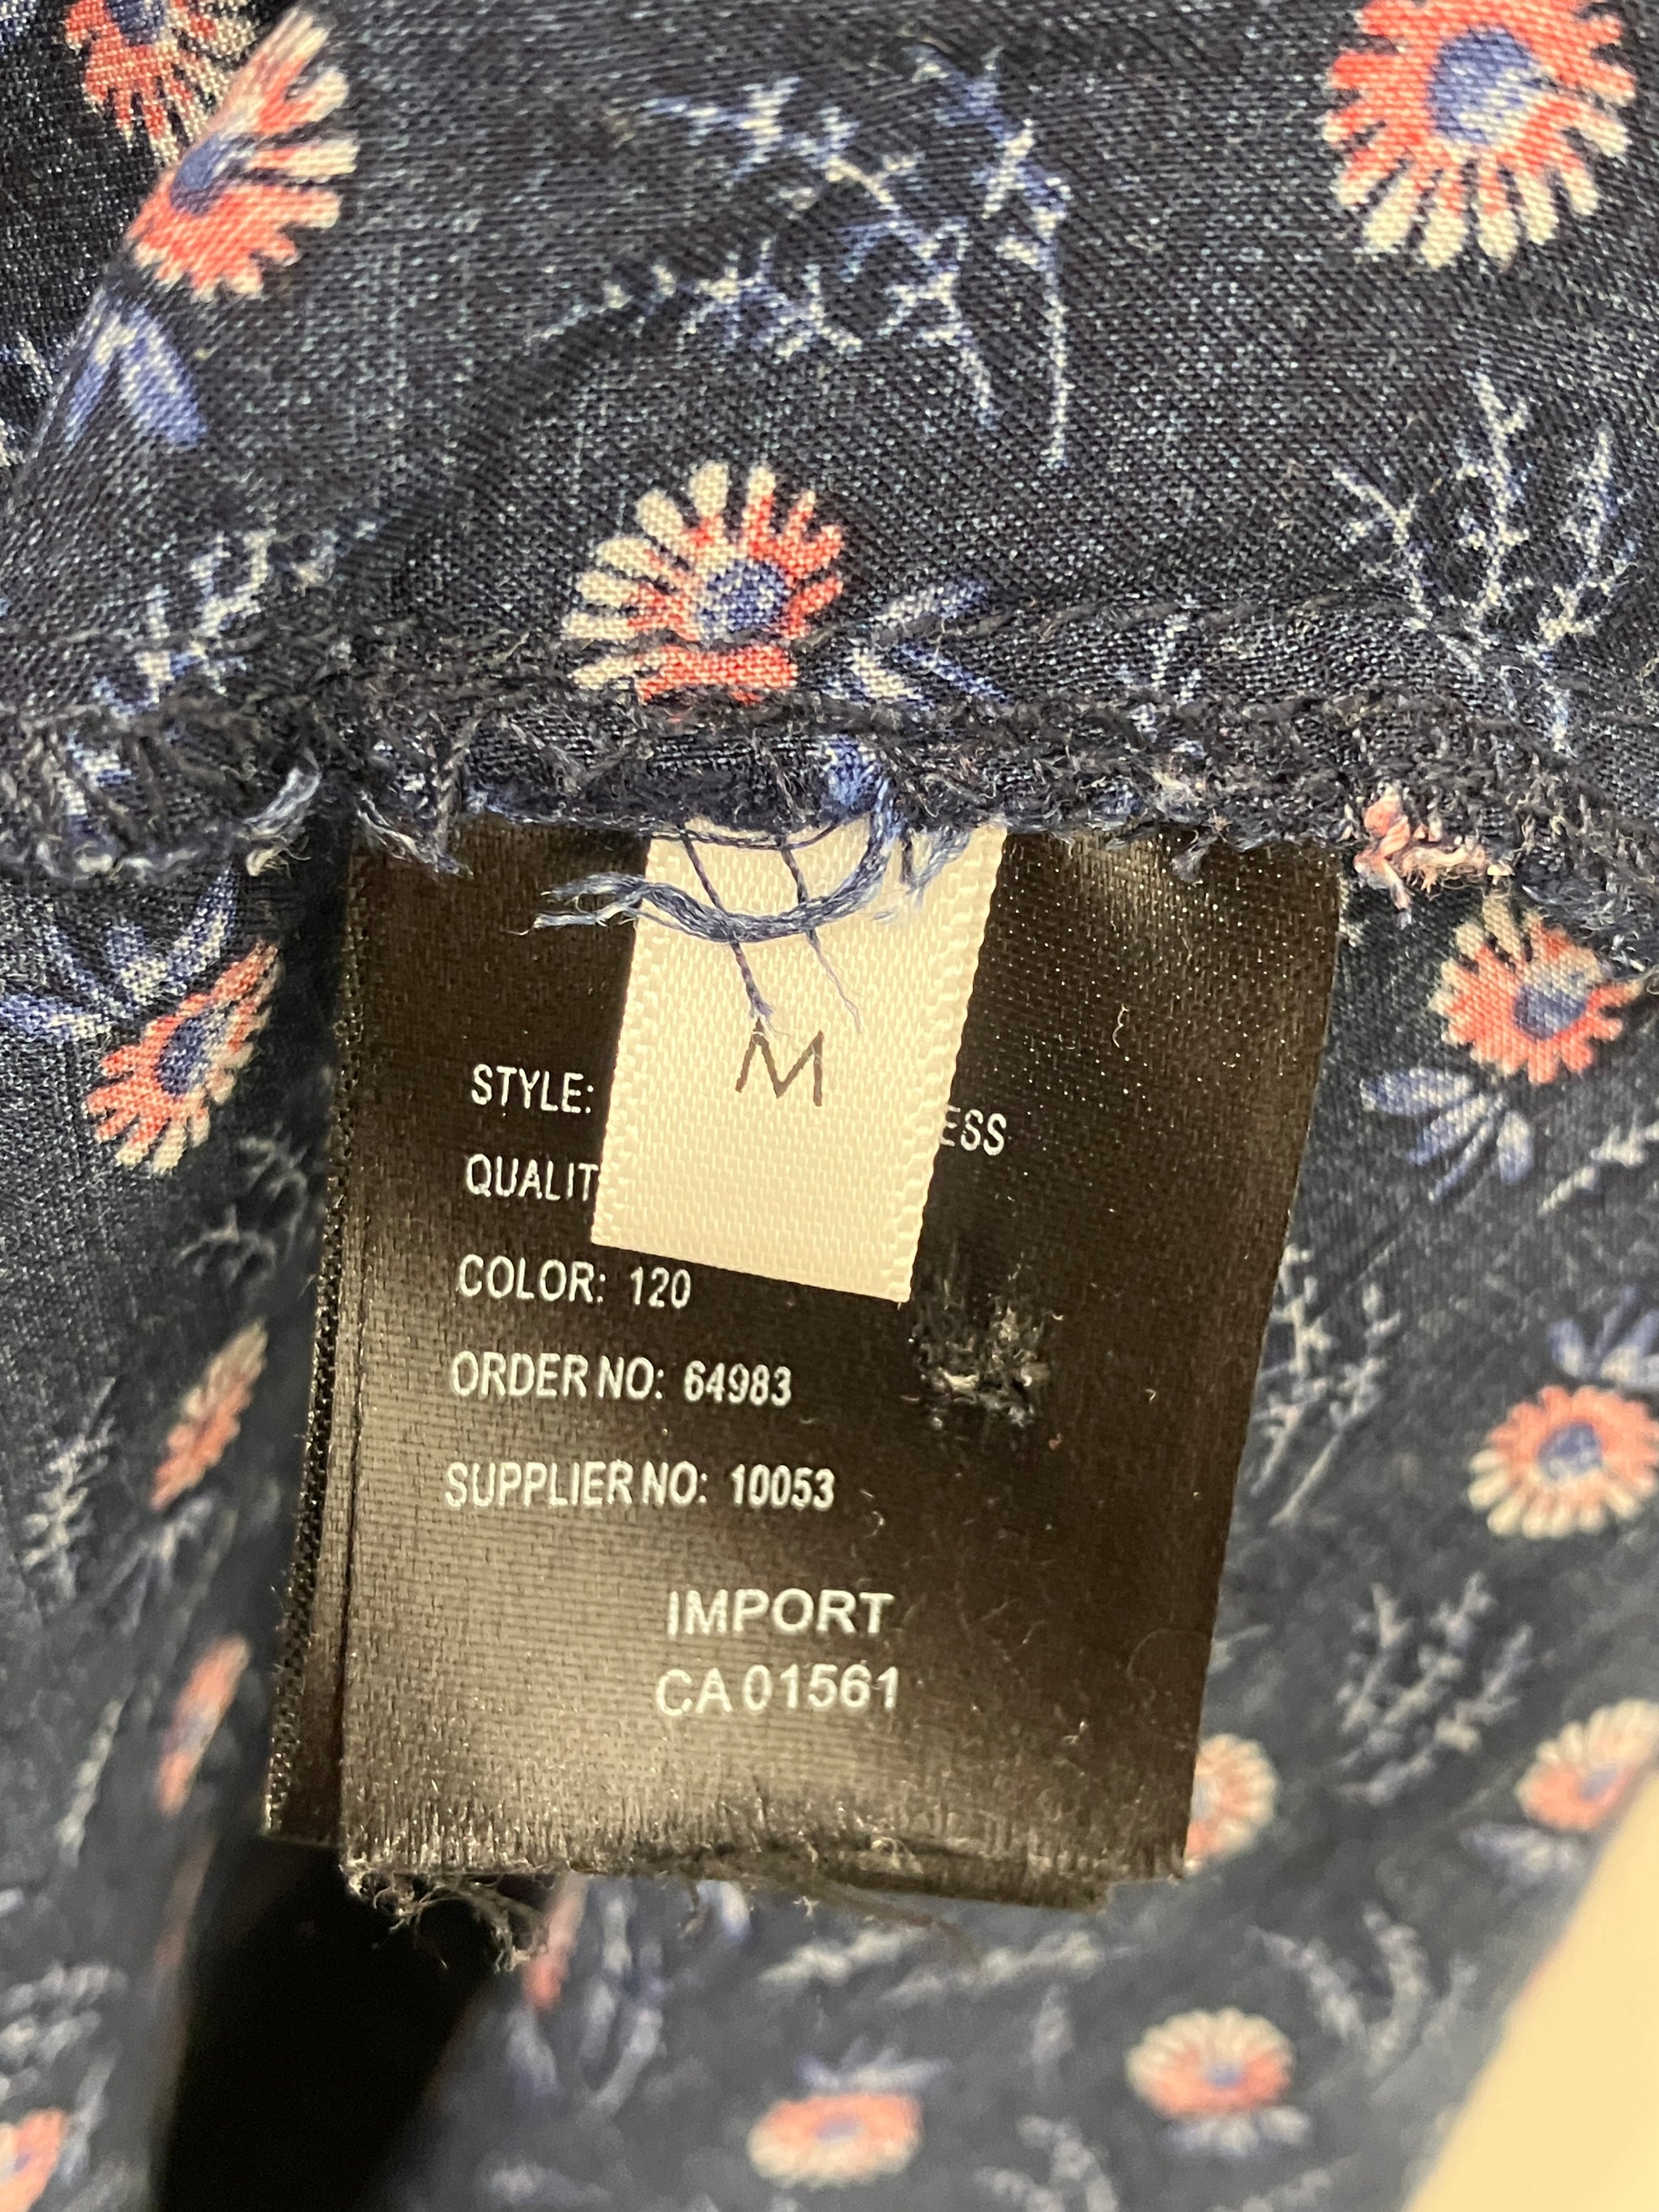 M
STYLE: ESS
QUALIT
COLOR: 120
ORDER NO: 64983
SUPPLIER NO: 10053
IMPORT
CA 01561